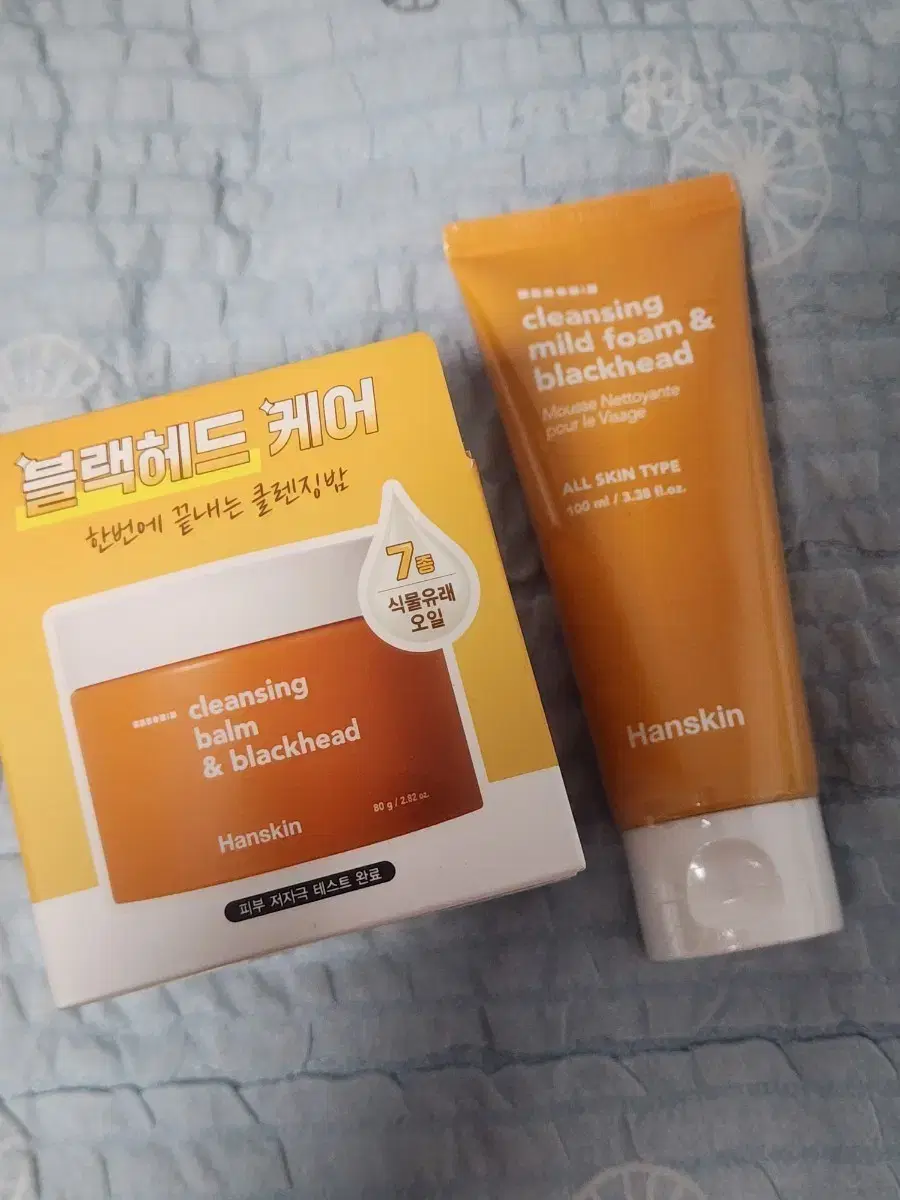 블랙헤드 케어
한번에 끝내는 클렌징밤
7종
식물유래
오일
cleansing
balm
& blackhead
Hanskin
80 g / 2.82 oz.
피부 저자극 테스트 완료
cleansing
mild foam &
blackhead
Mousse Nettoyante
pour le Visage
ALL SKIN TYPE
100 ml / 3.38 fl.oz.
Hanskin